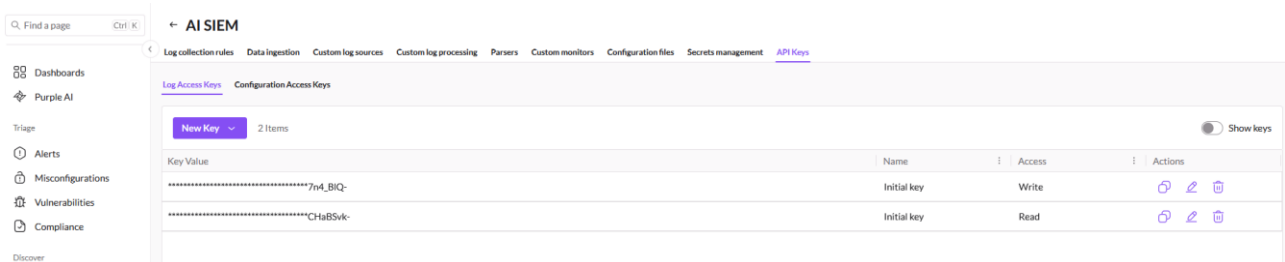 Find a page Ctrl K
Dashboards
Purple AI
Triage
Alerts
Misconfigurations
Vulnerabilities
Compliance
Discover
← AI SIEM
Log collection rules Data ingestion Custom log sources Custom log processing Parsers Custom monitors Configuration files Secrets management API Keys
Log Access Keys Configuration Access Keys
New Key 2 Items Show keys
Key Value Name Access Actions
************************************7n4_BIQ- Initial key Write
************************************CHaBSvk- Initial key Read